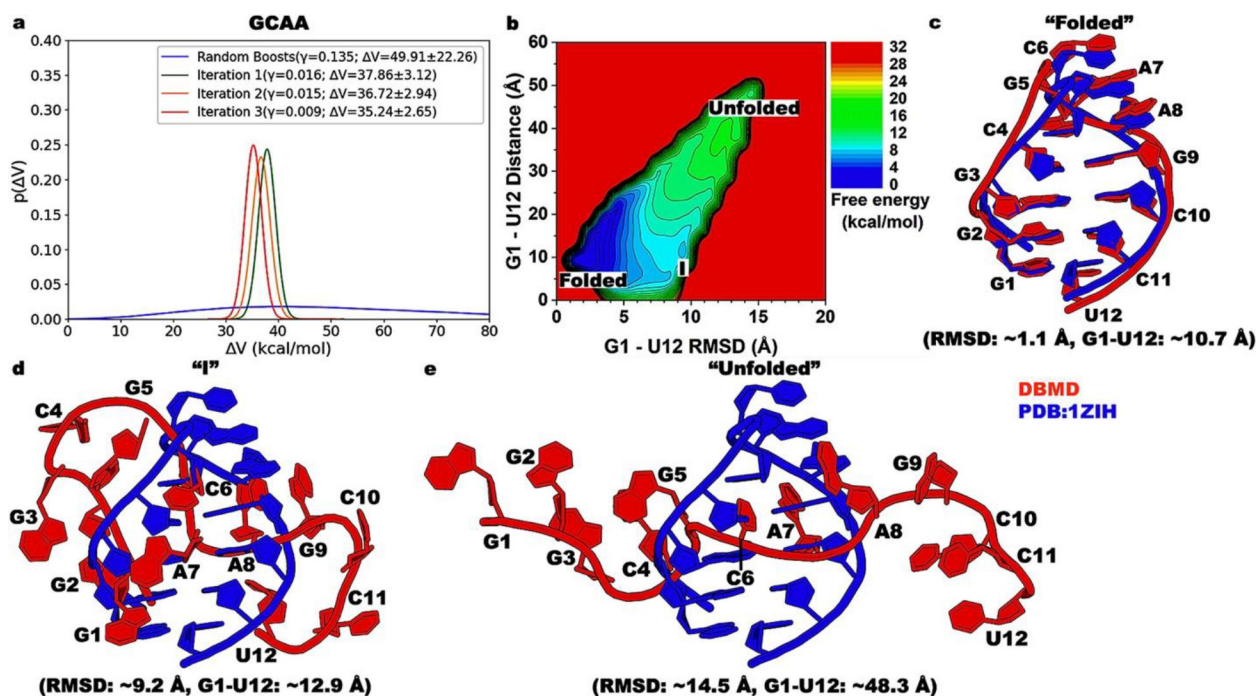 a
GCAA
0.40
0.35
0.30
0.25
0.20
0.15
0.10
0.05
0.00
p(ΔV)
0
10
20
30
40
50
60
70
80
ΔV (kcal/mol)
Random Boosts(γ=0.135; ΔV=49.91±22.26)
Iteration 1(γ=0.016; ΔV=37.86±3.12)
Iteration 2(γ=0.015; ΔV=36.72±2.94)
Iteration 3(γ=0.009; ΔV=35.24±2.65)
b
60
50
40
30
20
10
0
G1 - U12 Distance (Å)
Unfolded
Folded
I
0
5
10
15
20
G1 - U12 RMSD (Å)
32
28
24
20
16
12
8
4
0
Free energy
(kcal/mol)
c
“Folded”
C6
A7
G5
A8
C4
G9
G3
C10
G2
G1
C11
U12
(RMSD: ~1.1 Å, G1-U12: ~10.7 Å)
DBMD
PDB:1ZIH
d
“I”
G5
C4
C6
C10
G3
G9
G2
A7
A8
C11
G1
U12
(RMSD: ~9.2 Å, G1-U12: ~12.9 Å)
e
“Unfolded”
G2
G5
G9
A7
A8
C10
G1
G3
C4
C6
C11
U12
(RMSD: ~14.5 Å, G1-U12: ~48.3 Å)